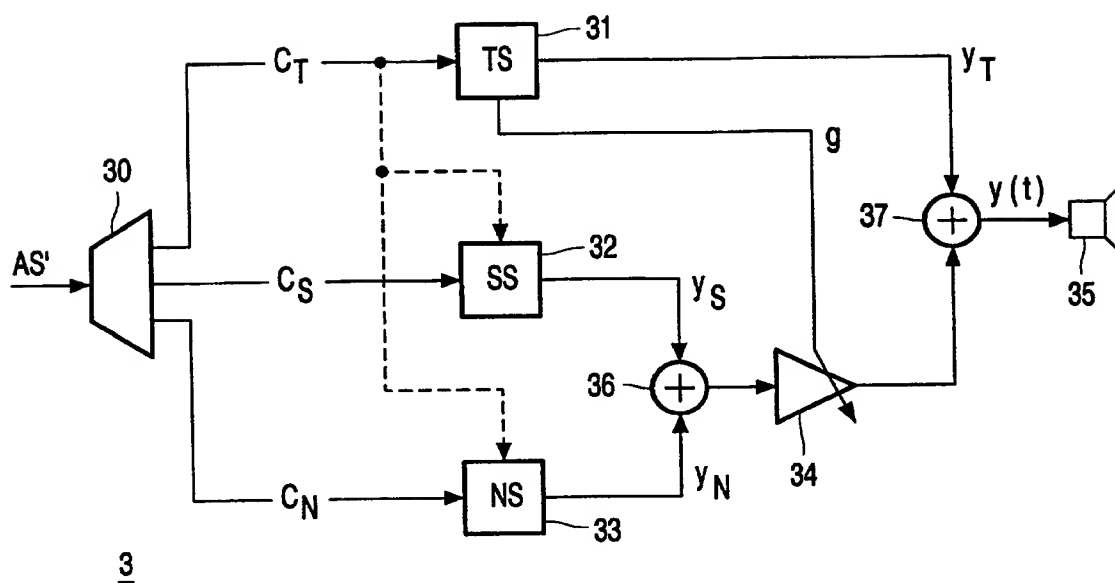 31
C_T
TS
y_T
g
30
32
37
y(t)
AS'
C_S
SS
y_S
35
36
34
C_N
NS
y_N
33
3